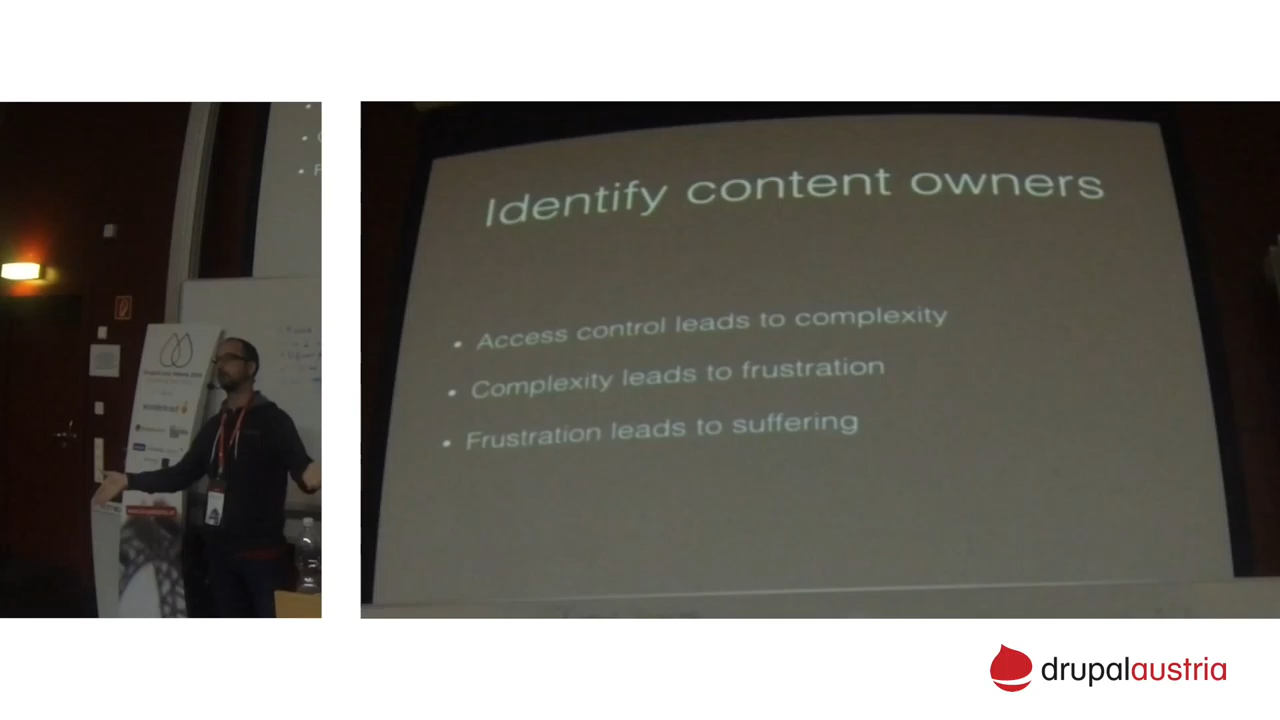 Identify content owners
• Access control leads to complexity
• Complexity leads to frustration
• Frustration leads to suffering
drupalaustria